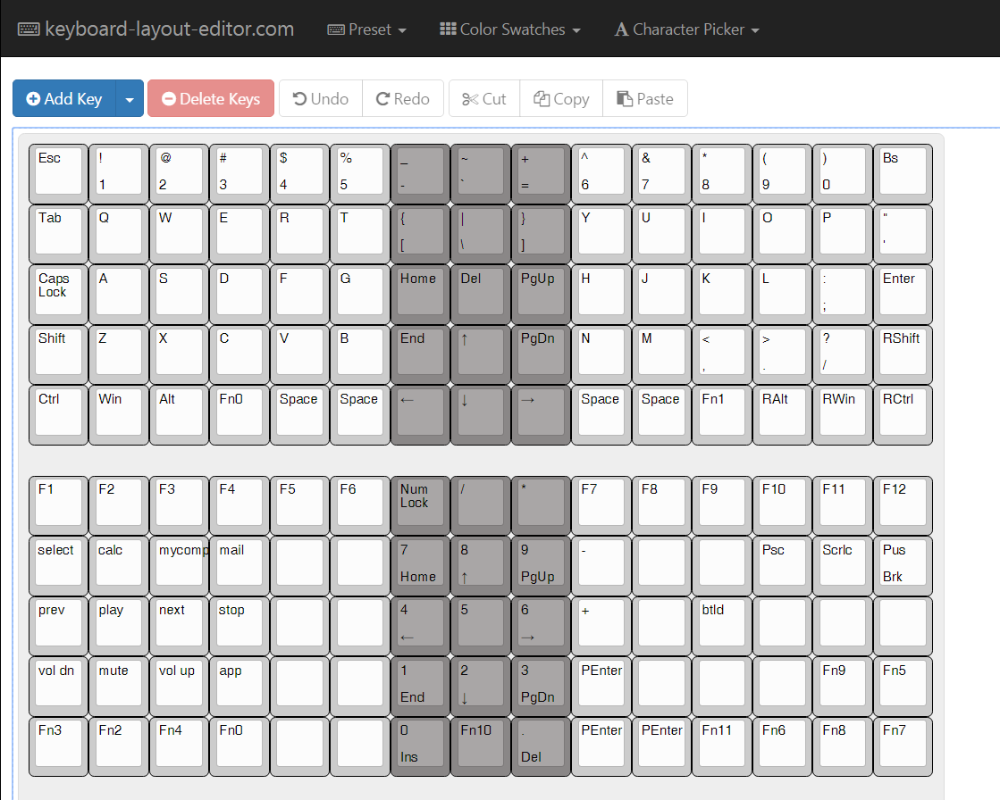 keyboard-layout-editor.com Preset Color Swatches Character Picker
Add Key Delete Keys Undo Redo Cut Copy Paste
Esc ! @ # $ % _ ~ + ^ & * ( ) Bs
1 2 3 4 5 - ` = 6 7 8 9 0
Tab Q W E R T { | } Y U I O P "
[ \ ] '
Caps A S D F G Home Del PgUp H J K L : Enter
Lock ;
Shift Z X C V B End ↑ PgDn N M < > ? RShift
, . /
Ctrl Win Alt Fn0 Space Space ← ↓ → Space Space Fn1 RAlt RWin RCtrl
F1 F2 F3 F4 F5 F6 Num / * F7 F8 F9 F10 F11 F12
Lock
select calc mycomp mail 7 8 9 - Psc Scrlc Pus
Home ↑ PgUp Brk
prev play next stop 4 5 6 + btld
← →
vol dn mute vol up app 1 2 3 PEnter Fn9 Fn5
End ↓ PgDn
Fn3 Fn2 Fn4 Fn0 0 Fn10 . PEnter PEnter Fn11 Fn6 Fn8 Fn7
Ins Del